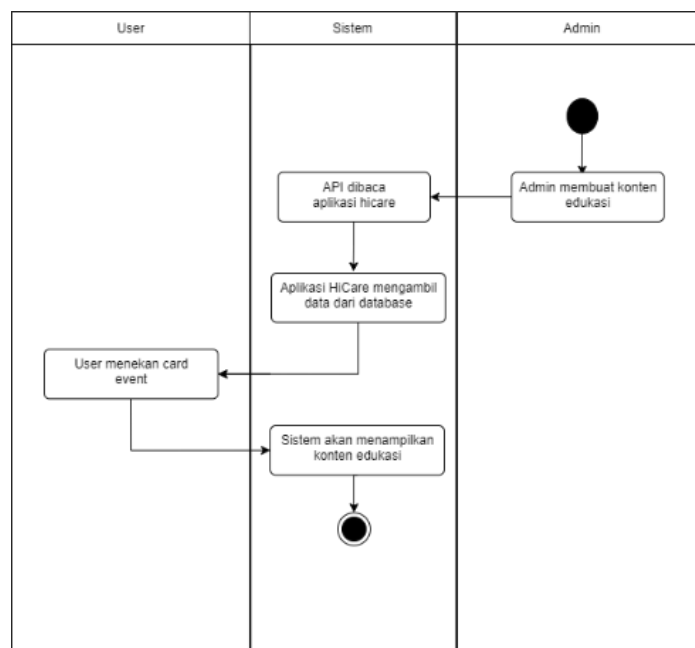 User
Sistem
Admin
Admin membuat konten
edukasi
API dibaca
aplikasi hicare
Aplikasi HiCare mengambil
data dari database
User menekan card
event
Sistem akan menampilkan
konten edukasi